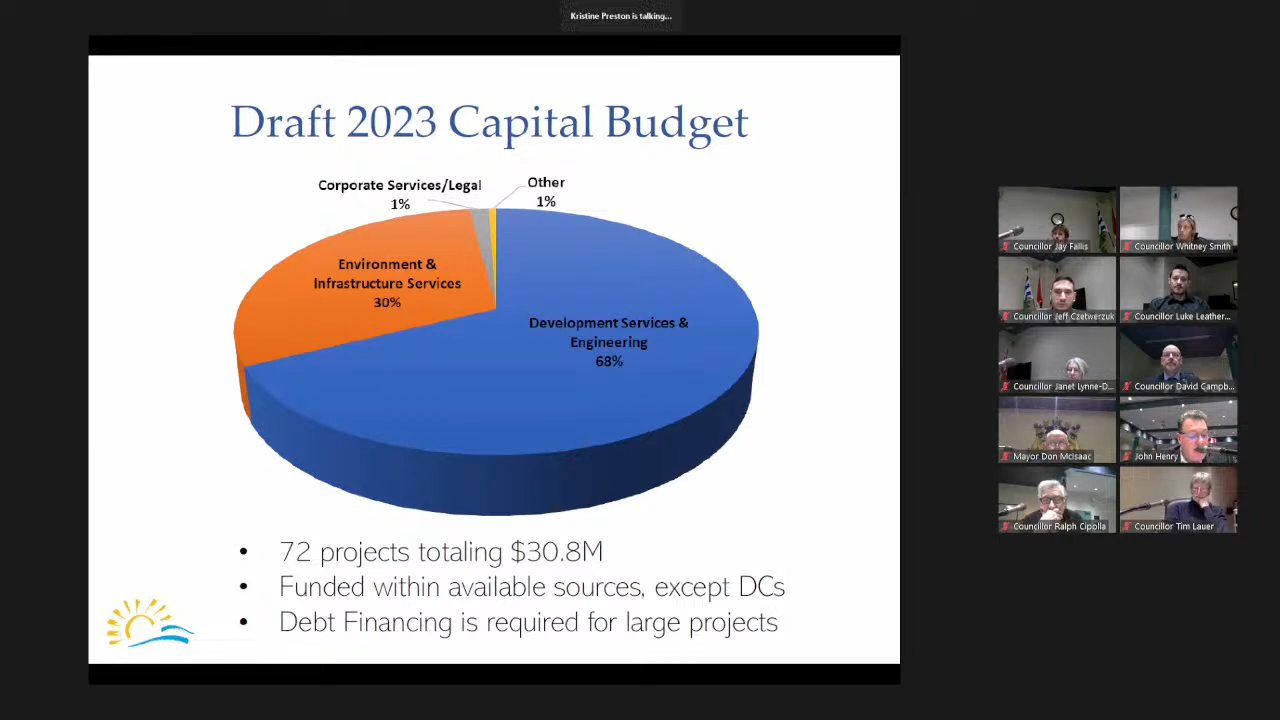 Kristine Preston is talking...
Draft 2023 Capital Budget
Corporate Services/Legal
1%
Other
1%
Environment &
Infrastructure Services
30%
Development Services &
Engineering
68%
• 72 projects totaling $30.8M
• Funded within available sources, except DCs
• Debt Financing is required for large projects
Councillor Jay Fallis
Councillor Whitney Smith
Councillor Jeff Czetwerzuk
Councillor Luke Leather...
Councillor Janet Lynne-D...
Councillor David Campb...
Mayor Don McIsaac
John Henry
Councillor Ralph Cipolla
Councillor Tim Lauer